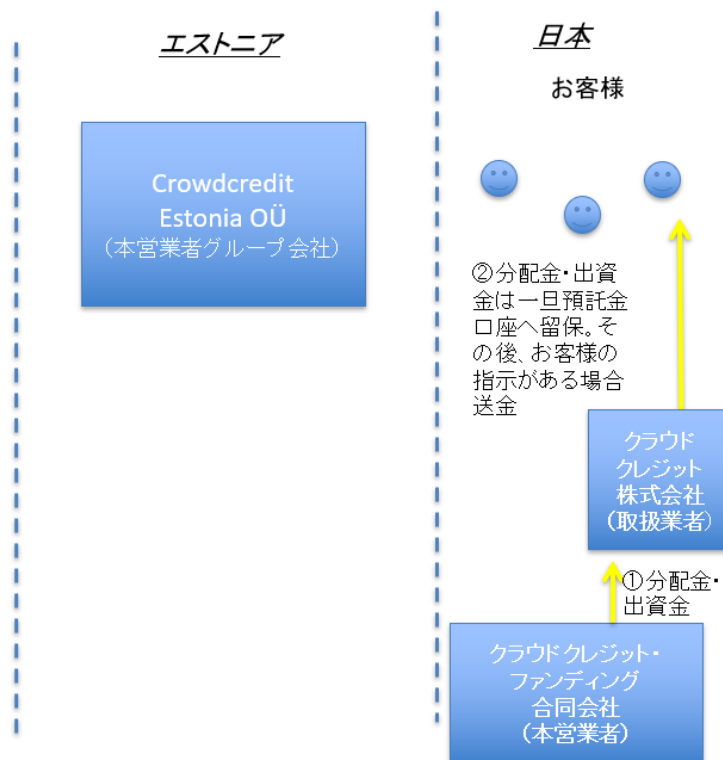 エストニア
日本
お客様
Crowdcredit
Estonia OÜ
（本営業者グループ会社）
②分配金・出資
金は一旦預託金
口座へ留保。そ
の後、お客様の
指示がある場合
送金
クラウド
クレジット
株式会社
（取扱業者）
①分配金・
出資金
クラウドクレジット・
ファンディング
合同会社
（本営業者）